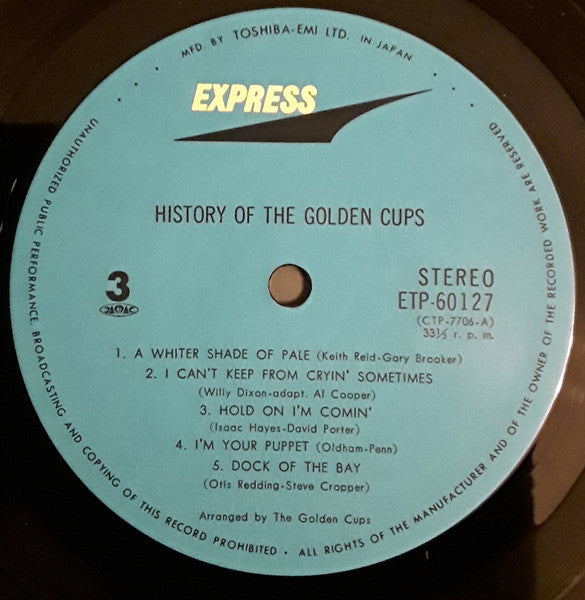 MFD. BY TOSHIBA-EMI LTD. IN JAPAN
EXPRESS
HISTORY OF THE GOLDEN CUPS
3
JASRAC
STEREO
ETP-60127
(CTP-7706-A)
33⅓ r. p. m.
1. A WHITER SHADE OF PALE (Keith Reid-Gary Brooker)
2. I CAN'T KEEP FROM CRYIN' SOMETIMES
(Willy Dixon-adapt. Al Cooper)
3. HOLD ON I'M COMIN'
(Isaac Hayes-David Porter)
4. I'M YOUR PUPPET (Oldham-Penn)
5. DOCK OF THE BAY
(Otis Redding-Steve Cropper)
Arranged by The Golden Cups
UNAUTHORIZED PUBLIC PERFORMANCE, BROADCASTING AND COPYING OF THIS RECORD PROHIBITED • ALL RIGHTS OF THE MANUFACTURER AND OF THE OWNER OF THE RECORDED WORK ARE RESERVED